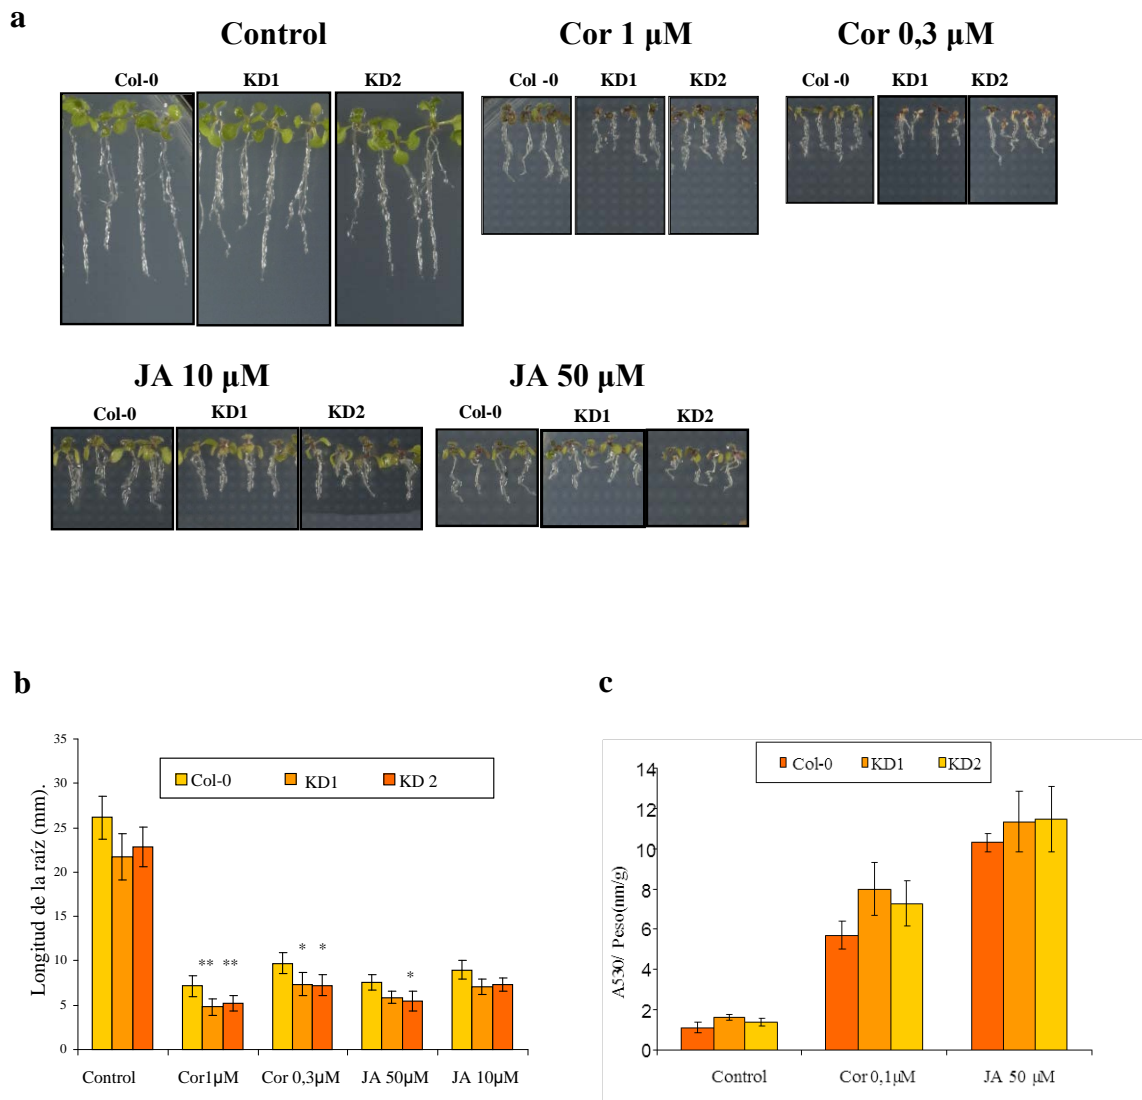 a
Control
Cor 1 µM
Cor 0,3 µM
Col-0 KD1 KD2
Col -0 KD1 KD2
Col -0 KD1 KD2
JA 10 µM
JA 50 µM
Col-0 KD1 KD2
Col-0 KD1 KD2
b
Longitud de la raíz (mm).
35
30
25
20
15
10
5
0
Col-0 KD1 KD 2
** **
* *
*
Control Cor1µM Cor 0,3µM JA 50µM JA 10µM
c
A530/ Peso(nm/g)
14
12
10
8
6
4
2
0
Col-0 KD1 KD2
Control Cor 0,1µM JA 50 µM